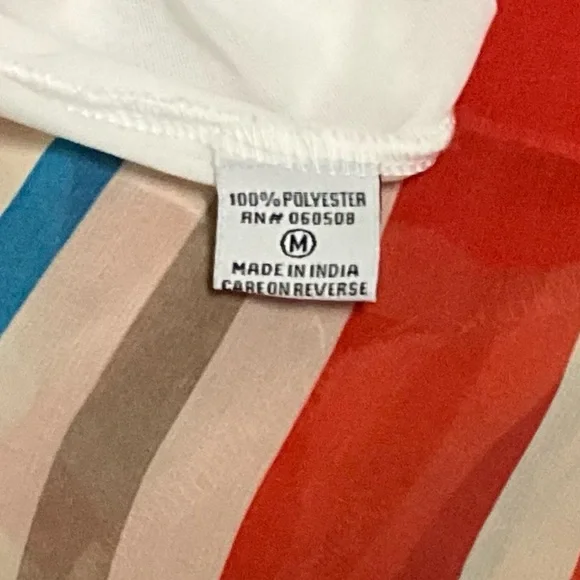 100% POLYESTER
RN# 060508
M
MADE IN INDIA
CARE ON REVERSE